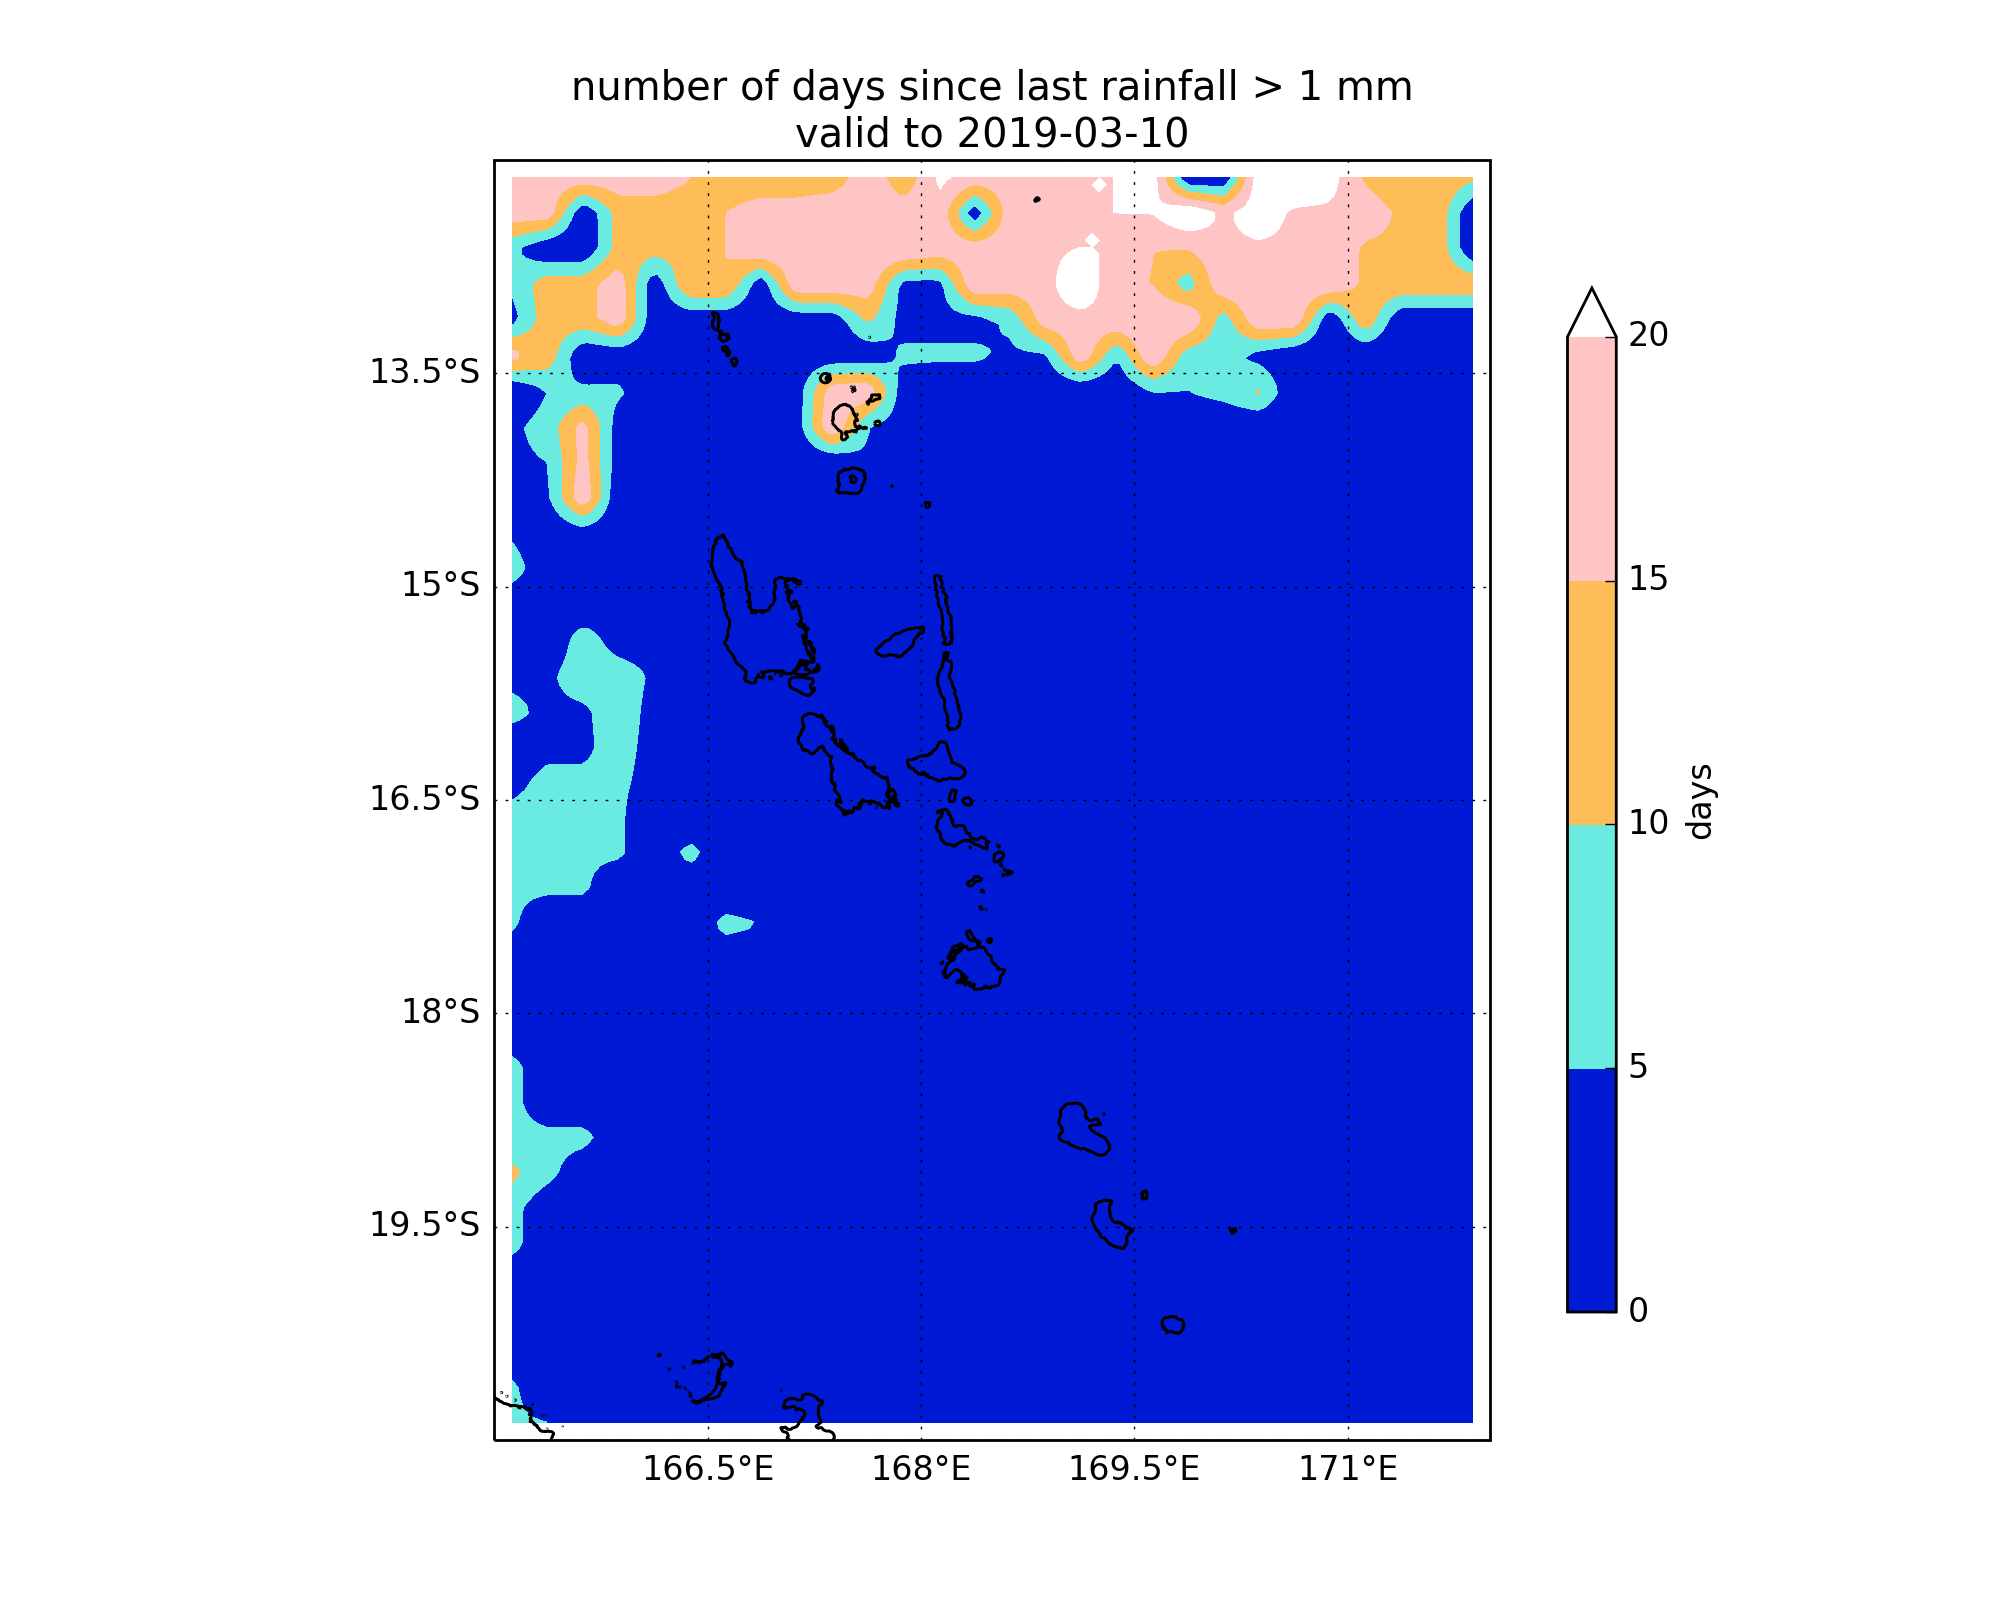 number of days since last rainfall > 1 mm
valid to 2019-03-10
13.5°S
15°S
16.5°S
18°S
19.5°S
166.5°E
168°E
169.5°E
171°E
20
15
10
5
0
days